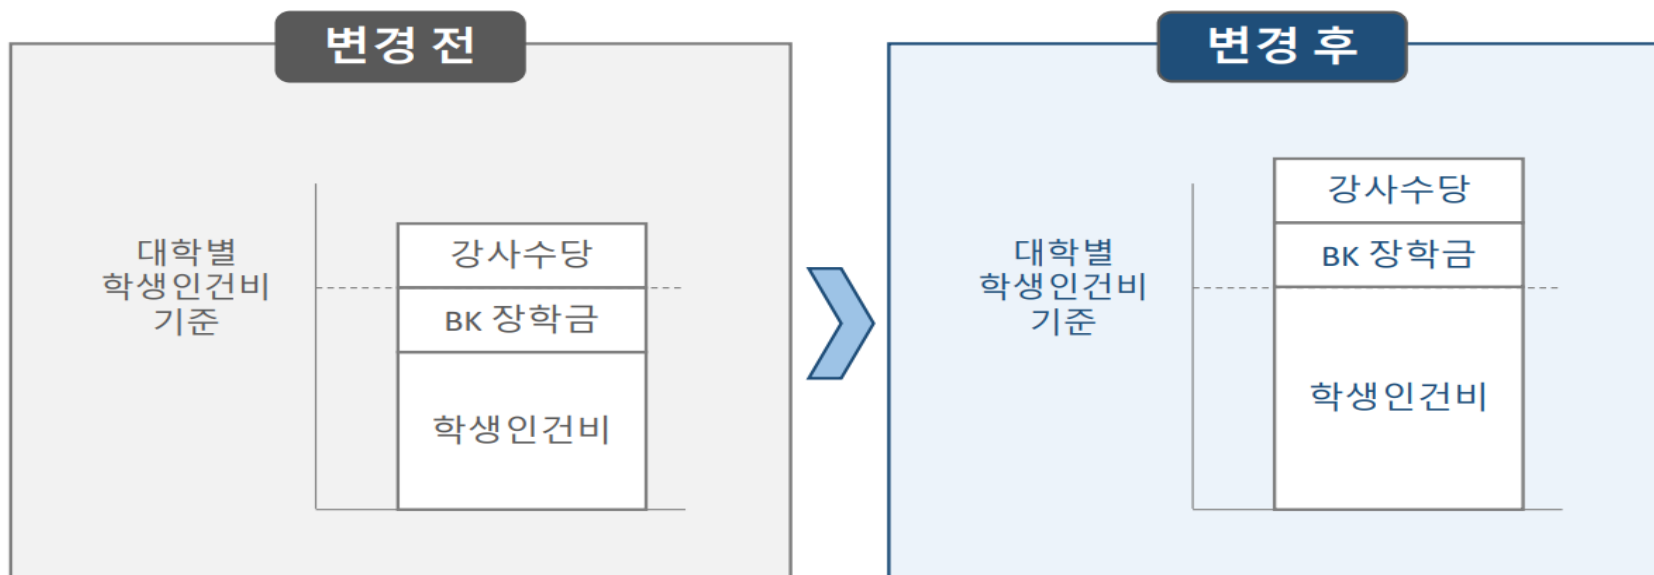 변경 전
대학별
학생인건비
기준
강사수당
BK 장학금
학생인건비
변경 후
대학별
학생인건비
기준
강사수당
BK 장학금
학생인건비